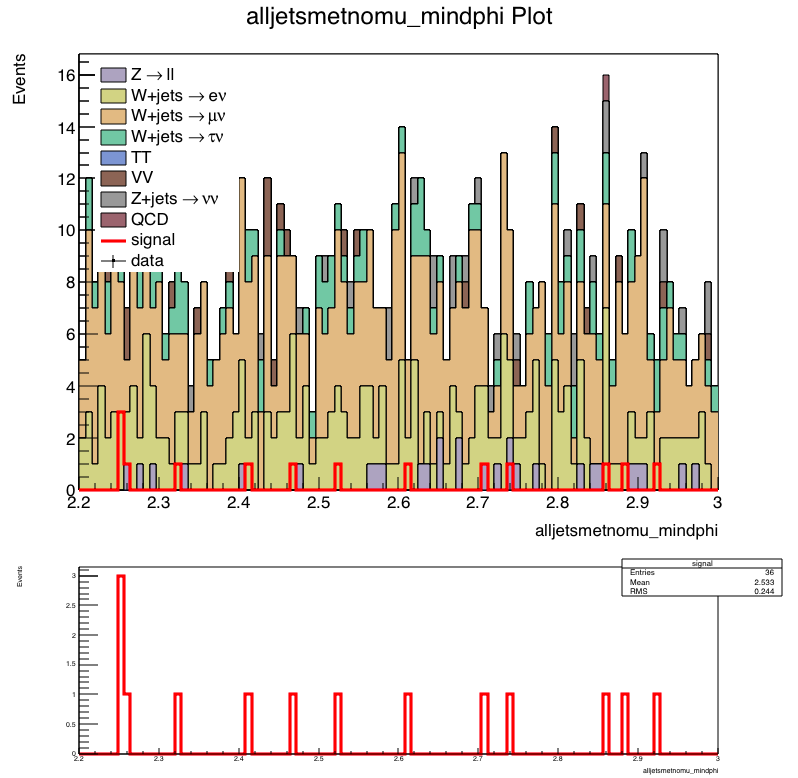 alljetsmetnomu_mindphi Plot
Events
16
14
12
10
8
6
4
2
0
Z → ll
W+jets → eν
W+jets → μν
W+jets → τν
TT
VV
Z+jets → νν
QCD
signal
data
2.2 2.3 2.4 2.5 2.6 2.7 2.8 2.9 3
alljetsmetnomu_mindphi
signal
Entries 36
Mean 2.533
RMS 0.244
Events
3
2.5
2
1.5
1
0.5
0
2.2 2.3 2.4 2.5 2.6 2.7 2.8 2.9 3
alljetsmetnomu_mindphi